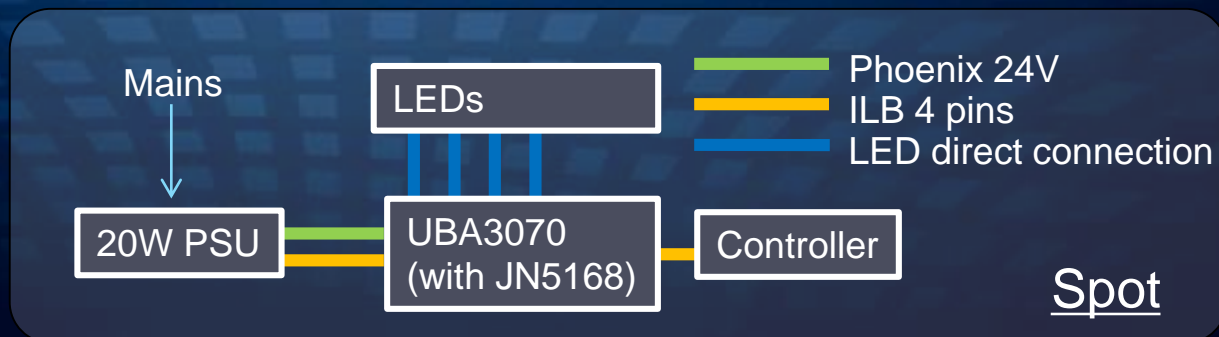 Mains
LEDs
Phoenix 24V
ILB 4 pins
LED direct connection
20W PSU
UBA3070
(with JN5168)
Controller
Spot